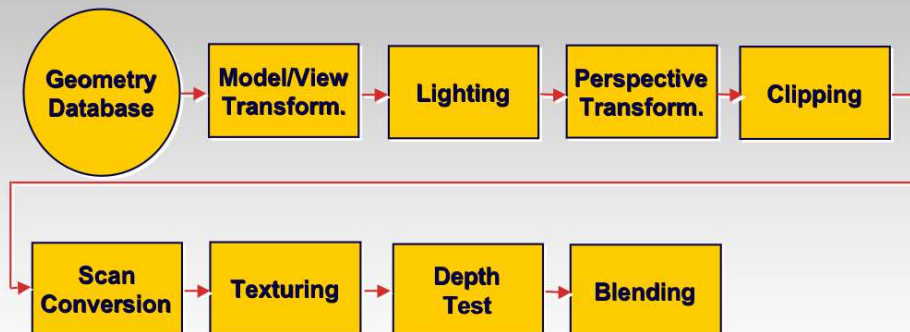 Geometry
Database
Model/View
Transform.
Lighting
Perspective
Transform.
Clipping
Scan
Conversion
Texturing
Depth
Test
Blending